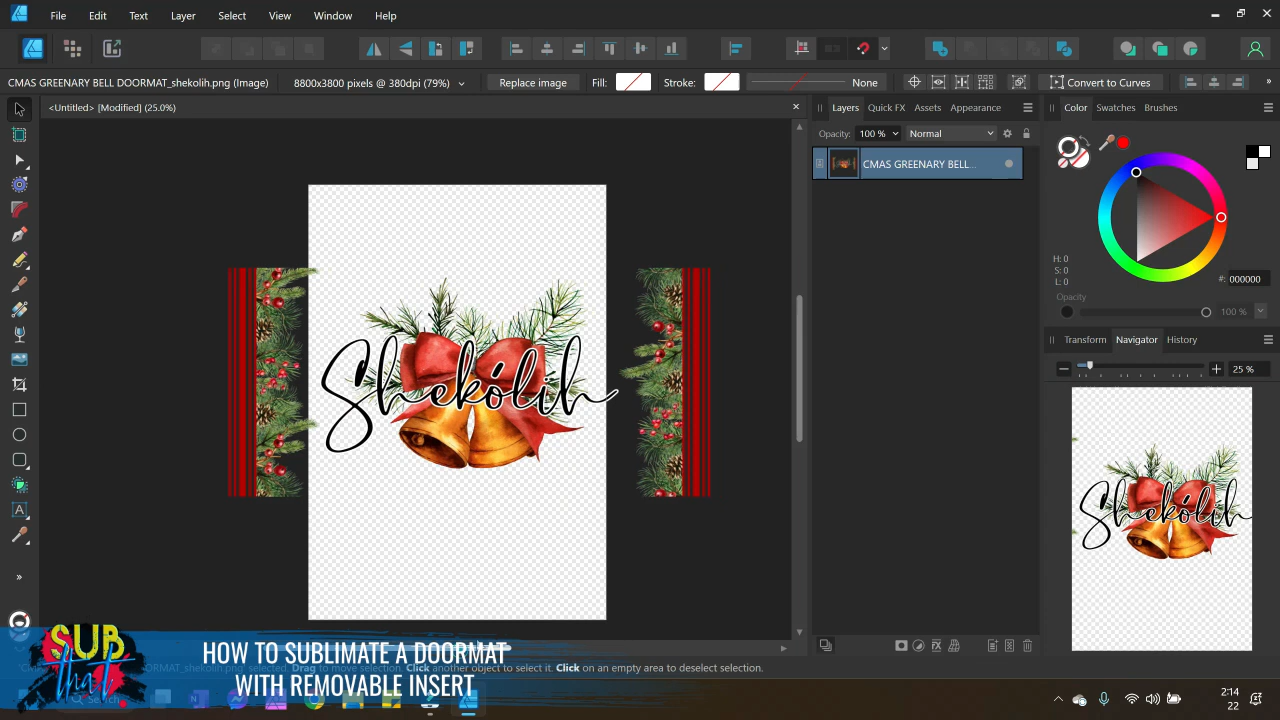 File Edit Text Layer Select View Window Help
CMAS GREENARY BELL DOORMAT_shekolih.png (Image) 8800x3800 pixels @ 380dpi (79%) Replace image Fill: Stroke: None Convert to Curves »
<Untitled> [Modified] (25.0%)
Layers Quick FX Assets Appearance
Color Swatches Brushes
Opacity: 100 % Normal
CMAS GREENARY BELL...
H: 0
S: 0
L: 0
#: 000000
Opacity
100 %
Transform Navigator History
25 %
Shekólih
Shekólih
A
»
SUB
that
HOW TO SUBLIMATE A DOORMAT
WITH REMOVABLE INSERT
DOORMAT_shekolih.png' selected. Drag to move selection. Click another object to select it. Click on an empty area to deselect selection.
2:14
22